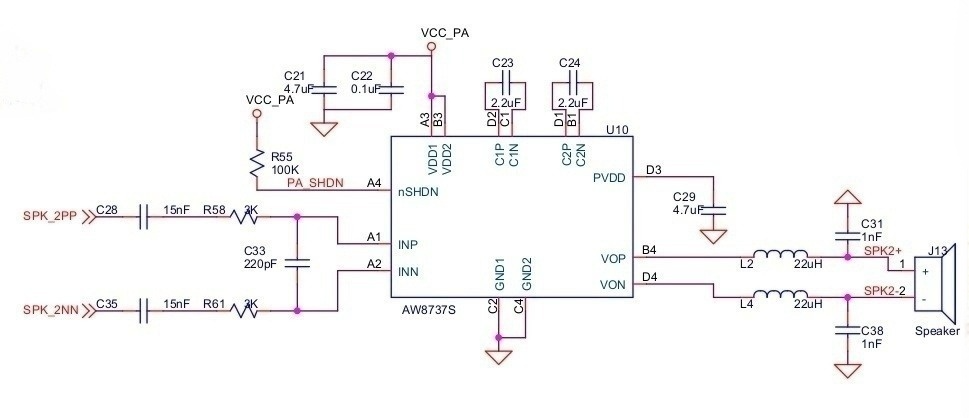 VCC_PA
C21
4.7uF
C22
0.1uF
C23
2.2uF
C24
2.2uF
VCC_PA
A3
B3
D2
C1
D1
B1
U10
VDD1
VDD2
C1P
C1N
C2P
C2N
R55
100K
PA_SHDN
A4
nSHDN
PVDD
D3
C29
4.7uF
SPK_2PP
C28
15nF
R58
3K
A1
INP
C33
220pF
A2
INN
GND1
GND2
VOP
B4
VON
D4
L2
22uH
C31
1nF
SPK2+
1
J13
+
SPK_2NN
C35
15nF
R61
3K
C2
C4
AW8737S
L4
22uH
SPK2-
2
-
C38
1nF
Speaker